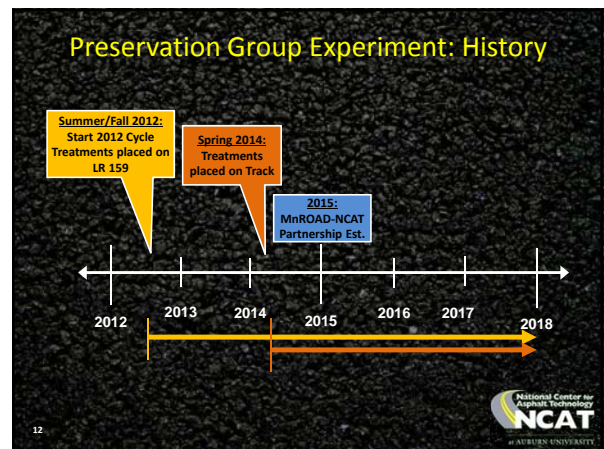 Preservation Group Experiment: History
Summer/Fall 2012:
Start 2012 Cycle
Treatments placed on
LR 159
Spring 2014:
Treatments
placed on Track
2015:
MnROAD-NCAT
Partnership Est.
2012
2013
2014
2015
2016
2017
2018
12
National Center for
Asphalt Technology
NCAT
at AUBURN UNIVERSITY